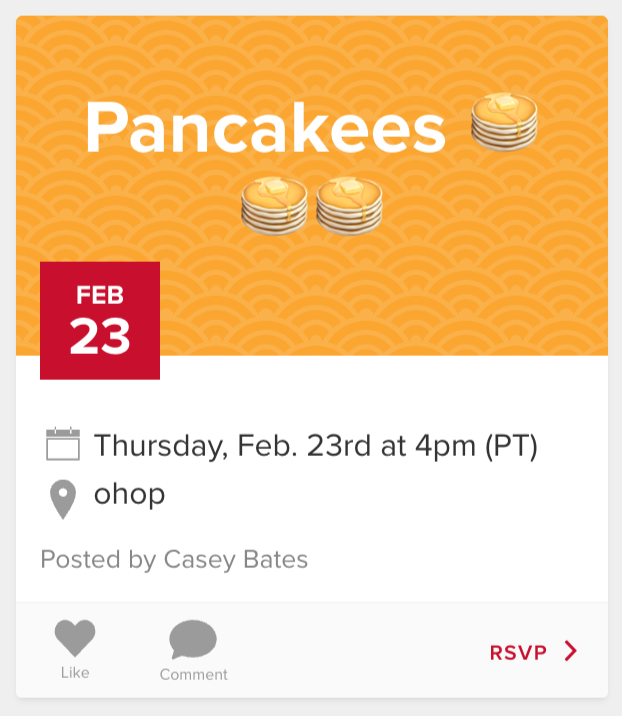 Pancakees
FEB
23
Thursday, Feb. 23rd at 4pm (PT)
ohop
Posted by Casey Bates
Like
Comment
RSVP